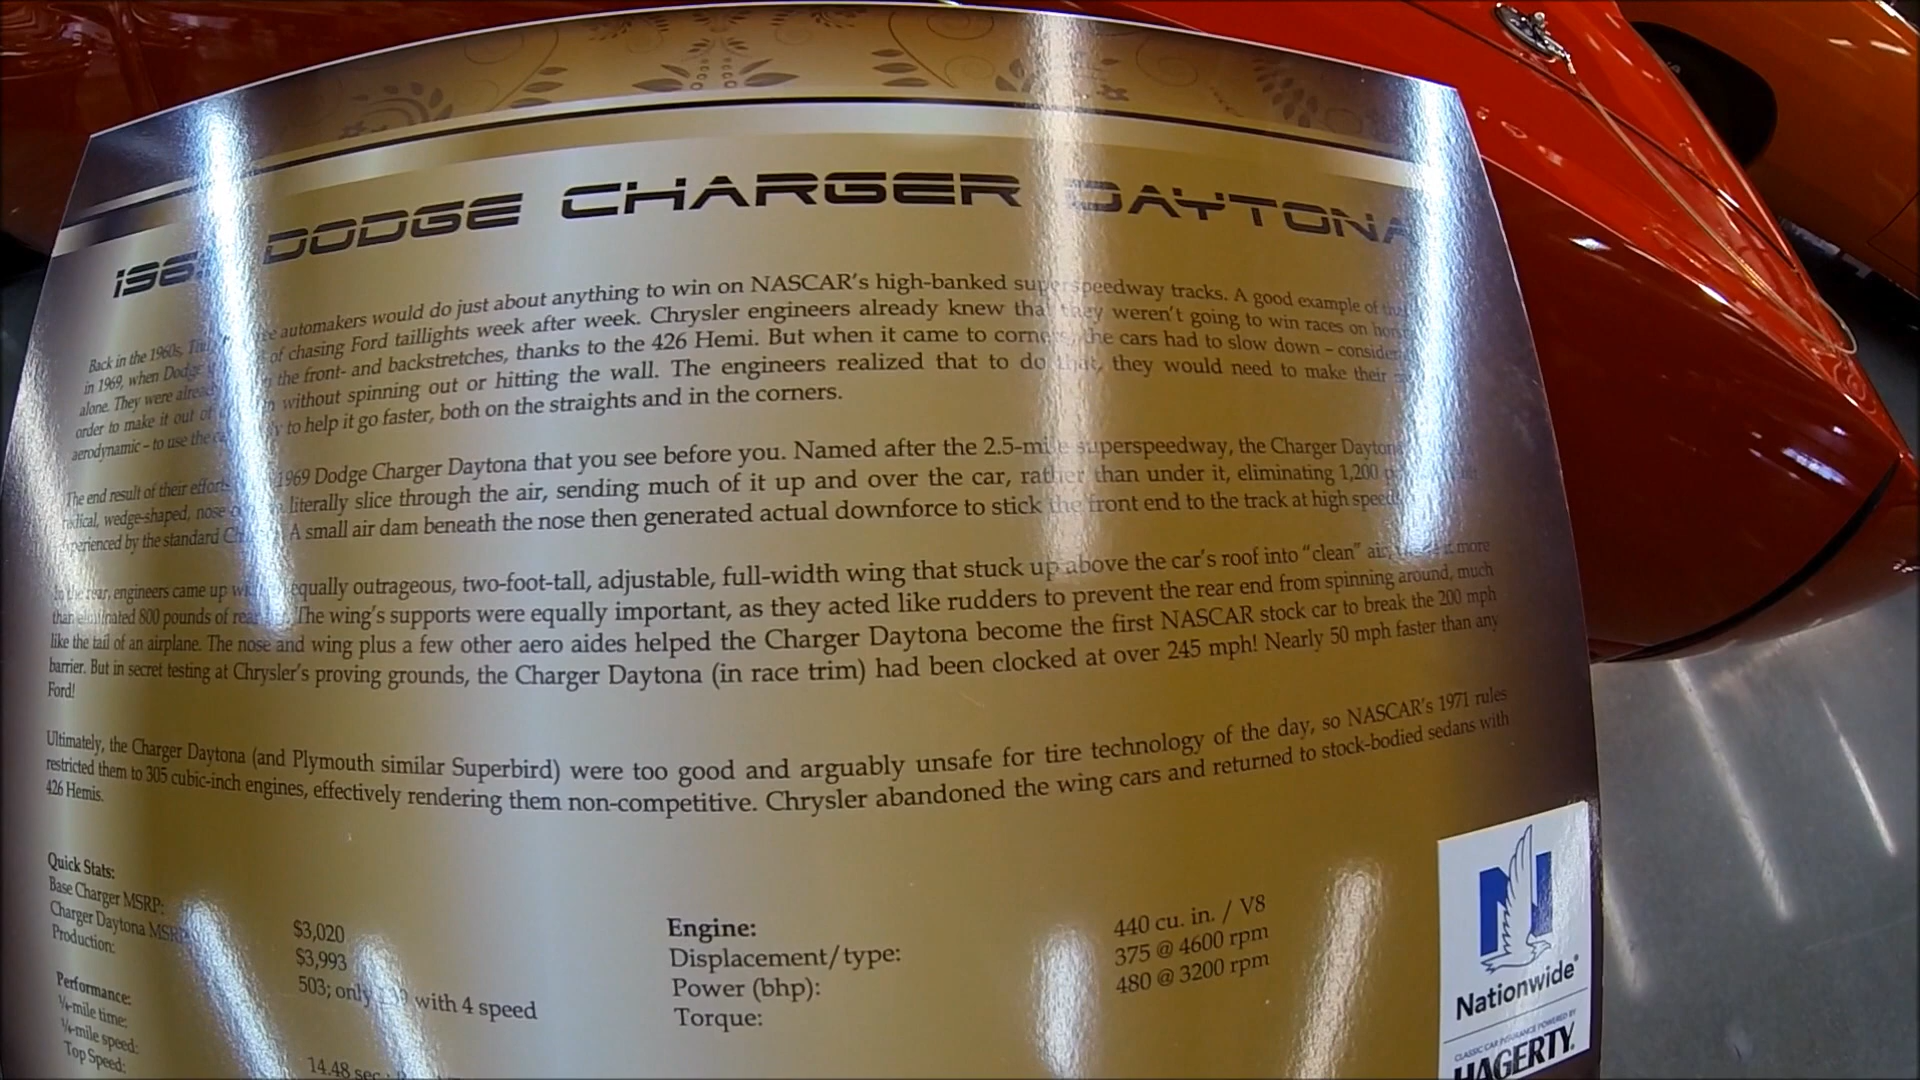 DODGE CHARGER DAYTONA
Back in the 1960s, automakers would do just about anything to win on NASCAR's high-banked superspeedway tracks. A good example of
in 1969, when Dodge of chasing Ford taillights week after week. Chrysler engineers already knew that they weren't going to win races on
alone. They were the front- and backstretches, thanks to the 426 Hemi. But when it came to corners, the cars had to slow down –
order to make it out of without spinning out or hitting the wall. The engineers realized that to do that, they would need to make their
aerodynamic – to use the to help it go faster, both on the straights and in the corners.
The end result of their 1969 Dodge Charger Daytona that you see before you. Named after the 2.5-mile superspeedway, the Charger
radical, wedge-shaped, nose literally slice through the air, sending much of it up and over the car, rather than under it, eliminating 1,200
experienced by the standard A small air dam beneath the nose then generated actual downforce to stick the front end to the track at high
In the rear, engineers came up equally outrageous, two-foot-tall, adjustable, full-width wing that stuck up above the car's roof into "clean" more
than 800 pounds of The wing's supports were equally important, as they acted like rudders to prevent the rear end from spinning around, much
like the tail of an airplane. The nose and wing plus a few other aero aides helped the Charger Daytona become the first NASCAR stock car to break the 200 mph
barrier. But in secret testing at Chrysler's proving grounds, the Charger Daytona (in race trim) had been clocked at over 245 mph! Nearly 50 mph faster than any
Ford!
Ultimately, the Charger Daytona (and Plymouth similar Superbird) were too good and arguably unsafe for tire technology of the day, so NASCAR's 1971 rules
restricted them to 305 cubic-inch engines, effectively rendering them non-competitive. Chrysler abandoned the wing cars and returned to stock-bodied sedans with
426 Hemis.
Quick Stats:
Base Charger MSRP: $3,020
Charger Daytona MSRP: $3,993
Production: 503; only with 4 speed
Engine:
Displacement/type: 440 cu. in. / V8
Power (bhp): 375 @ 4600 rpm
Torque: 480 @ 3200 rpm
Performance:
¼-mile time: 14.48 sec
¼-mile speed:
Top Speed:
N
Nationwide®
CLASSIC CAR INSURANCE POWERED BY
HAGERTY.